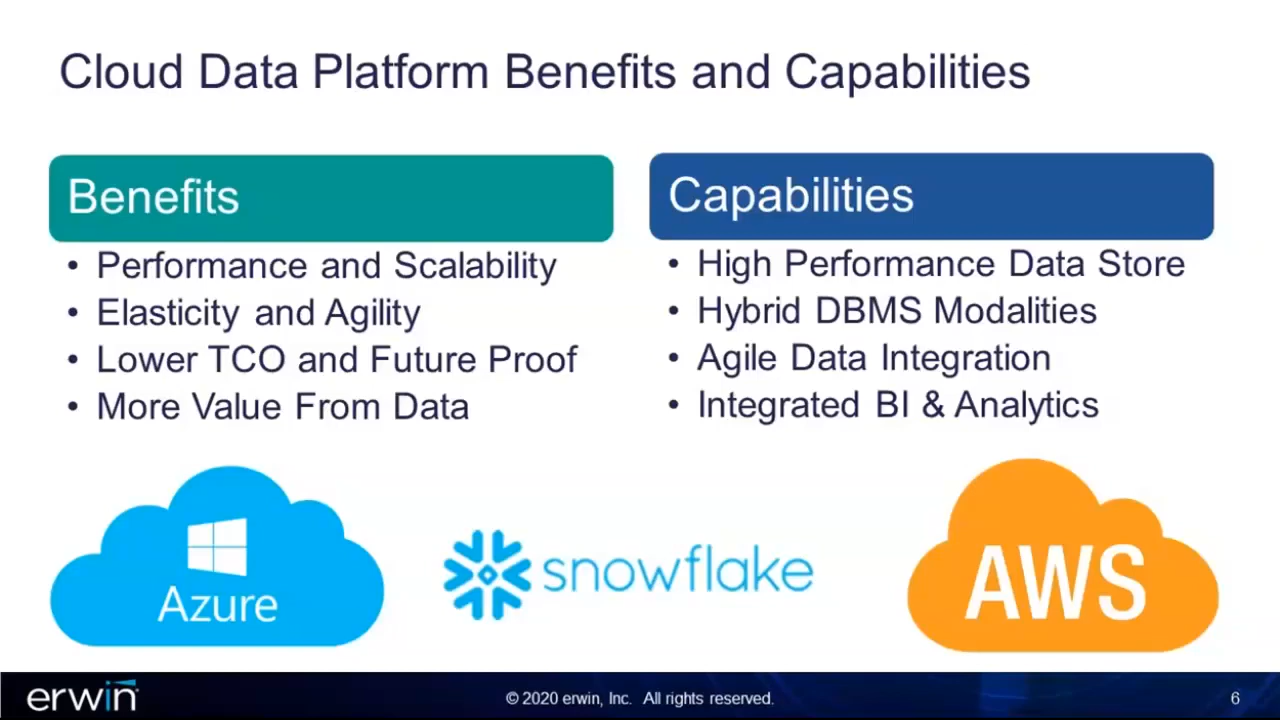 Cloud Data Platform Benefits and Capabilities
Benefits
• Performance and Scalability
• Elasticity and Agility
• Lower TCO and Future Proof
• More Value From Data
Capabilities
• High Performance Data Store
• Hybrid DBMS Modalities
• Agile Data Integration
• Integrated BI & Analytics
Azure
snowflake
AWS
erwin
© 2020 erwin, Inc. All rights reserved.
6